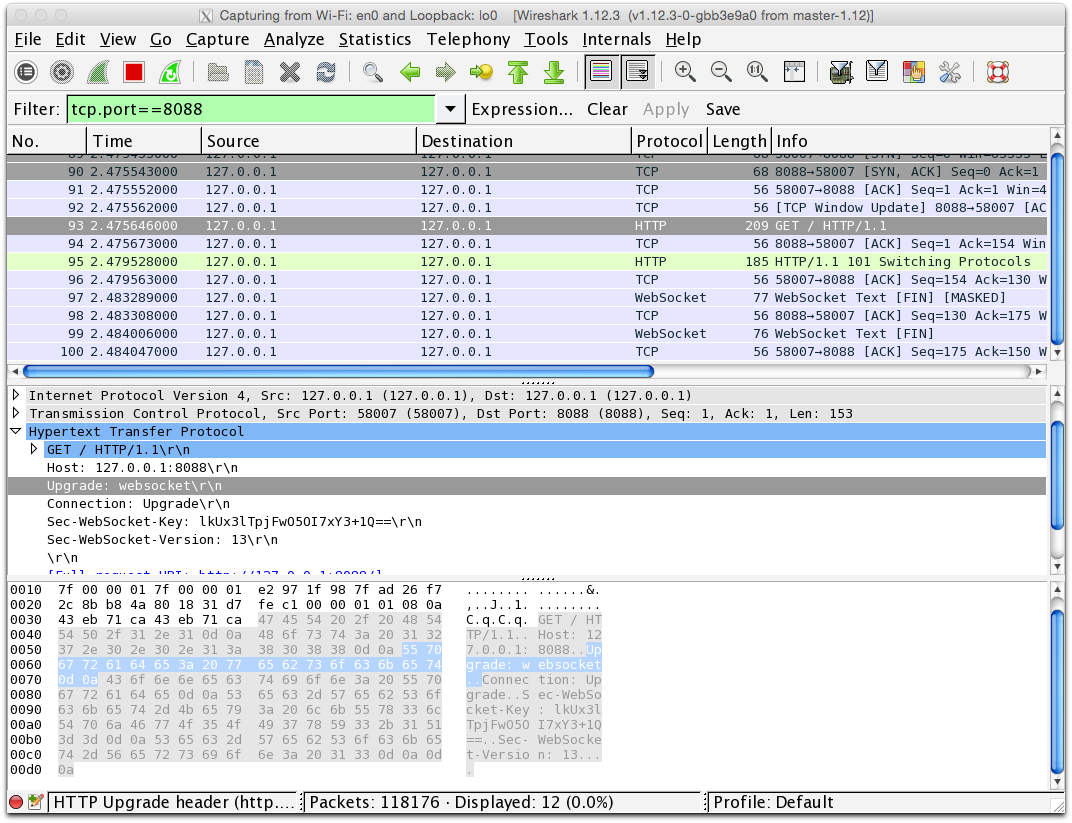 Capturing from Wi-Fi: en0 and Loopback: lo0 [Wireshark 1.12.3 (v1.12.3-0-gbb3e9a0 from master-1.12)]
File Edit View Go Capture Analyze Statistics Telephony Tools Internals Help
Filter: tcp.port==8088 Expression... Clear Apply Save
No. Time Source Destination Protocol Length Info
89 2.475455000 127.0.0.1 127.0.0.1 TCP 68 58007→8088 [SYN] Seq=0 Win=65535
90 2.475543000 127.0.0.1 127.0.0.1 TCP 68 8088→58007 [SYN, ACK] Seq=0 Ack=1
91 2.475552000 127.0.0.1 127.0.0.1 TCP 56 58007→8088 [ACK] Seq=1 Ack=1 Win=4
92 2.475562000 127.0.0.1 127.0.0.1 TCP 56 [TCP Window Update] 8088→58007 [AC
93 2.475646000 127.0.0.1 127.0.0.1 HTTP 209 GET / HTTP/1.1
94 2.475673000 127.0.0.1 127.0.0.1 TCP 56 8088→58007 [ACK] Seq=1 Ack=154 Win
95 2.479528000 127.0.0.1 127.0.0.1 HTTP 185 HTTP/1.1 101 Switching Protocols
96 2.479563000 127.0.0.1 127.0.0.1 TCP 56 58007→8088 [ACK] Seq=154 Ack=130 W
97 2.483289000 127.0.0.1 127.0.0.1 WebSocket 77 WebSocket Text [FIN] [MASKED]
98 2.483308000 127.0.0.1 127.0.0.1 TCP 56 8088→58007 [ACK] Seq=130 Ack=175 W
99 2.484006000 127.0.0.1 127.0.0.1 WebSocket 76 WebSocket Text [FIN]
100 2.484047000 127.0.0.1 127.0.0.1 TCP 56 58007→8088 [ACK] Seq=175 Ack=150 W
Internet Protocol Version 4, Src: 127.0.0.1 (127.0.0.1), Dst: 127.0.0.1 (127.0.0.1)
Transmission Control Protocol, Src Port: 58007 (58007), Dst Port: 8088 (8088), Seq: 1, Ack: 1, Len: 153
Hypertext Transfer Protocol
GET / HTTP/1.1\r\n
Host: 127.0.0.1:8088\r\n
Upgrade: websocket\r\n
Connection: Upgrade\r\n
Sec-WebSocket-Key: lkUx3lTpjFwO5OI7xY3+1Q==\r\n
Sec-WebSocket-Version: 13\r\n
\r\n
[Full request URI: http://127.0.0.1:8088/]
0010 7f 00 00 01 7f 00 00 01 e2 97 1f 98 7f ad 26 f7 ........ ......&.
0020 2c 8b b8 4a 80 18 31 d7 fe c1 00 00 01 01 08 0a ,..J..1. ........
0030 43 eb 71 ca 43 eb 71 ca 47 45 54 20 2f 20 48 54 C.q.C.q. GET / HT
0040 54 50 2f 31 2e 31 0d 0a 48 6f 73 74 3a 20 31 32 TP/1.1.. Host: 12
0050 37 2e 30 2e 30 2e 31 3a 38 30 38 38 0d 0a 55 70 7.0.0.1: 8088..Up
0060 67 72 61 64 65 3a 20 77 65 62 73 6f 63 6b 65 74 grade: w ebsocket
0070 0d 0a 43 6f 6e 6e 65 63 74 69 6f 6e 3a 20 55 70 ..Connec tion: Up
0080 67 72 61 64 65 0d 0a 53 65 63 2d 57 65 62 53 6f grade..S ec-WebSo
0090 63 6b 65 74 2d 4b 65 79 3a 20 6c 6b 55 78 33 6c cket-Key : lkUx3l
00a0 54 70 6a 46 77 4f 35 4f 49 37 78 59 33 2b 31 51 TpjFwO5O I7xY3+1Q
00b0 3d 3d 0d 0a 53 65 63 2d 57 65 62 53 6f 63 6b 65 ==..Sec- WebSocke
00c0 74 2d 56 65 72 73 69 6f 6e 3a 20 31 33 0d 0a 0d t-Versio n: 13...
00d0 0a .
HTTP Upgrade header (http.... Packets: 118176 · Displayed: 12 (0.0%) Profile: Default